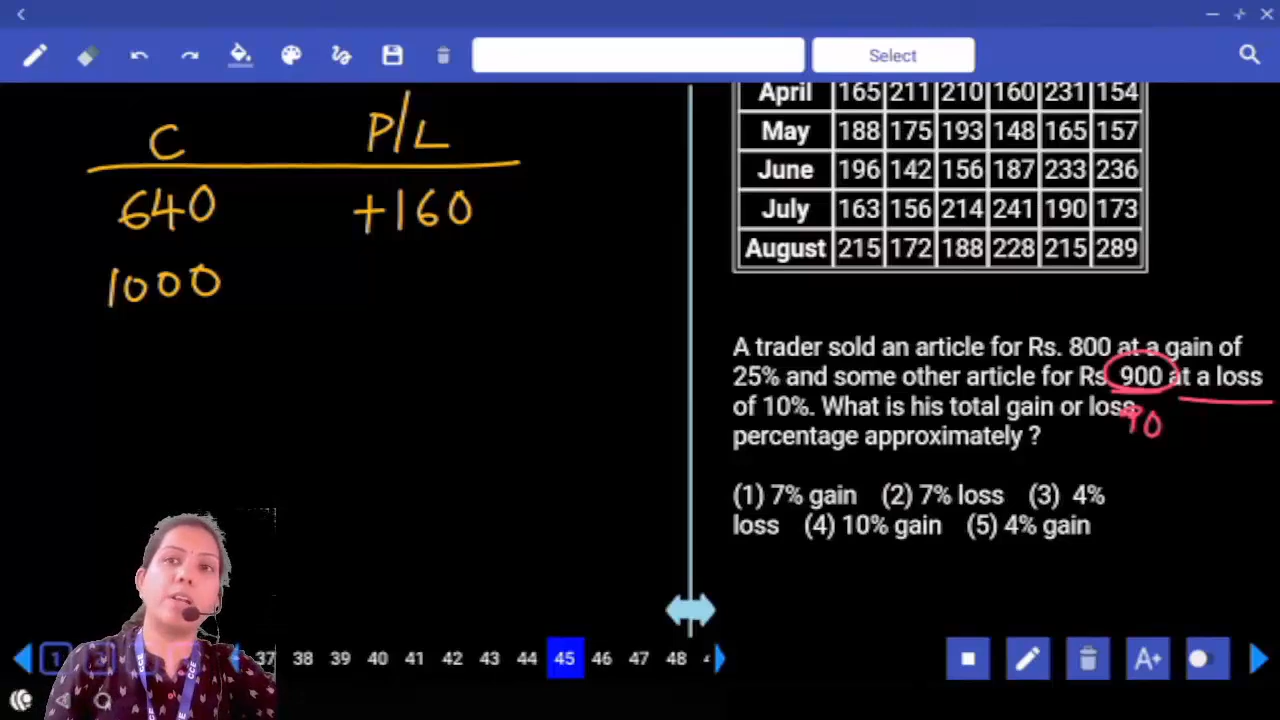 Select
C P/L
640 +160
1000
April 165 211 210 160 231 154
May 188 175 193 148 165 157
June 196 142 156 187 233 236
July 163 156 214 241 190 173
August 215 172 188 228 215 289
A trader sold an article for Rs. 800 at a gain of
25% and some other article for Rs 900 at a loss
of 10%. What is his total gain or loss
90
percentage approximately ?
(1) 7% gain (2) 7% loss (3) 4%
loss (4) 10% gain (5) 4% gain
CCE
CCE
1 37 38 39 40 41 42 43 44 45 46 47 48
A+